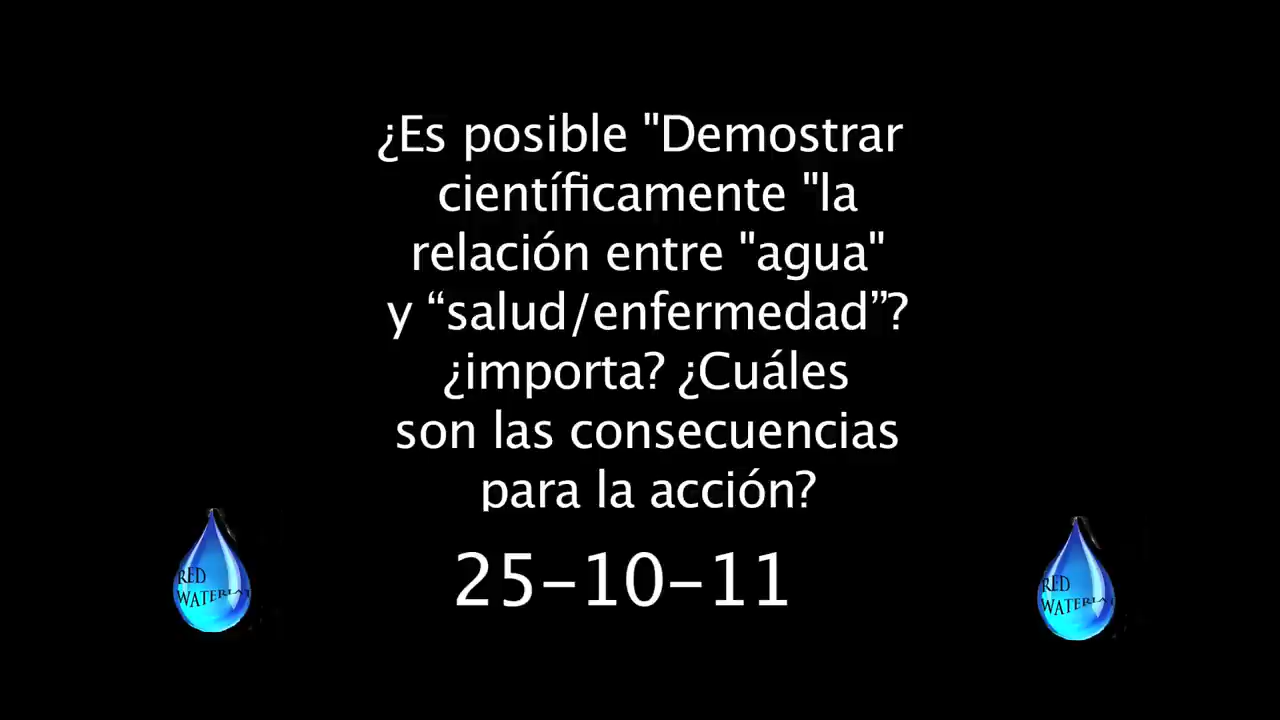 ¿Es posible "Demostrar
científicamente "la
relación entre "agua"
y “salud/enfermedad”?
¿importa? ¿Cuáles
son las consecuencias
para la acción?
25-10-11
RED
RED